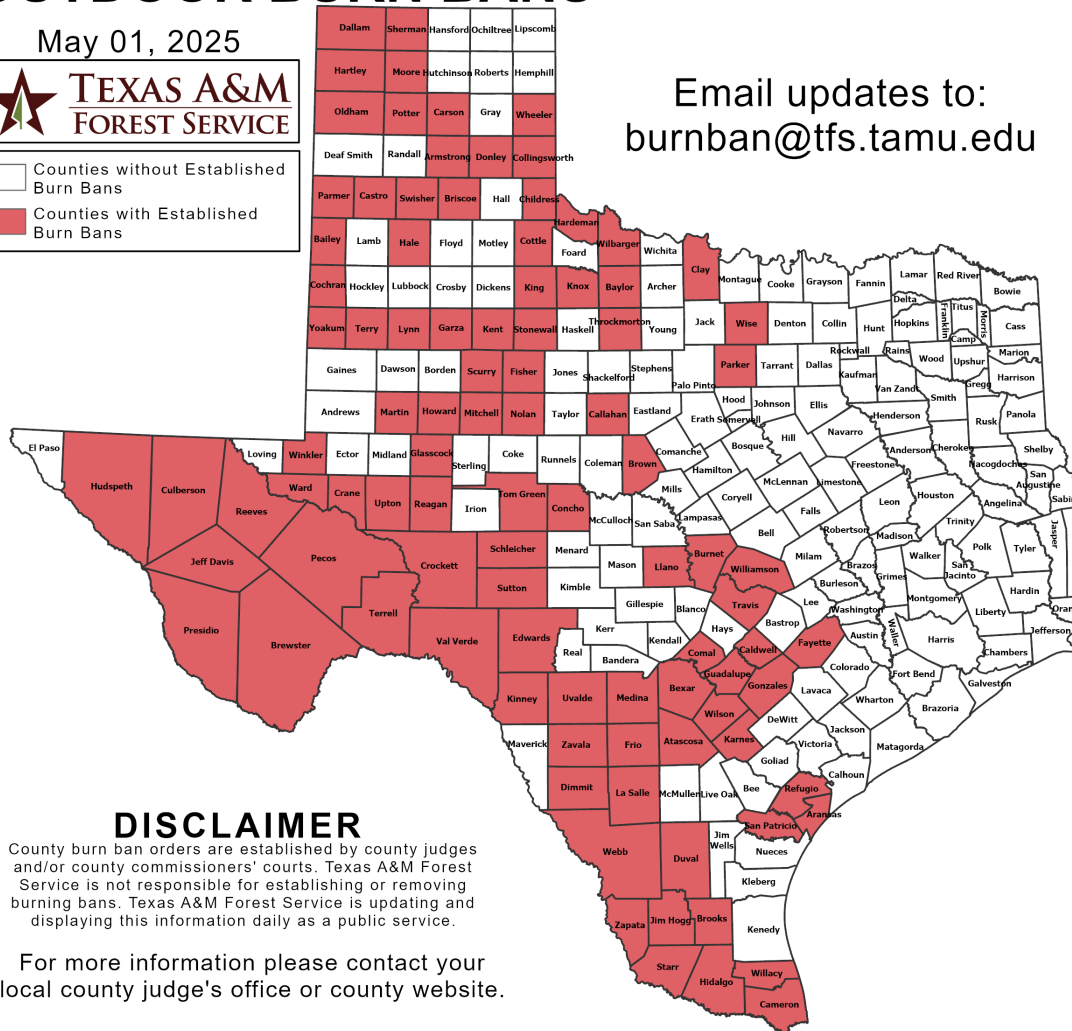 OUTDOOR BURN BANS
May 01, 2025
TEXAS A&M
FOREST SERVICE
Counties without Established
Burn Bans
Counties with Established
Burn Bans
Email updates to:
burnban@tfs.tamu.edu
Dallam Sherman Hansford Ochiltree Lipscomb
Hartley Moore Hutchinson Roberts Hemphill
Oldham Potter Carson Gray Wheeler
Deaf Smith Randall Armstrong Donley Collingsworth
Parmer Castro Swisher Briscoe Hall Childress
Hardeman
Bailey Lamb Hale Floyd Motley Cottle Foard Wilbarger Wichita
Clay Montague Cooke Grayson Fannin Lamar Red River Bowie
Cochran Hockley Lubbock Crosby Dickens King Knox Baylor Archer
Delta Franklin Titus Morris Cass
Yoakum Terry Lynn Garza Kent Stonewall Haskell Throckmorton Young Jack Wise Denton Collin Hunt Hopkins Camp
Rockwall Rains Wood Upshur Marion
Gaines Dawson Borden Scurry Fisher Jones Shackelford Stephens Palo Pinto Parker Tarrant Dallas Kaufman Van Zandt Gregg Harrison
Andrews Martin Howard Mitchell Nolan Taylor Callahan Eastland Erath Hood Somervell Johnson Ellis Henderson Smith Rusk Panola
El Paso Loving Winkler Ector Midland Glasscock Sterling Coke Runnels Coleman Brown Comanche Bosque Hill Navarro Anderson Cherokee Shelby
Hudspeth Culberson Reeves Ward Crane Upton Reagan Irion Tom Green Concho McCulloch San Saba Mills Hamilton Coryell McLennan Limestone Freestone Leon Houston Nacogdoches San
Augustine
Lampasas Bell Falls Robertson Madison Trinity Angelina Jasper
Jeff Davis Pecos Crockett Schleicher Menard Mason Llano Burnet Williamson Milam Brazos Grimes Walker San
Jacinto Polk Tyler
Sutton Kimble Gillespie Blanco Travis Lee Burleson Washington Montgomery Liberty Hardin
Presidio Brewster Terrell Val Verde Edwards Real Kerr Kendall Bandera Hays Bastrop Fayette Austin Waller Harris Chambers Jefferson
Comal Caldwell Guadalupe Gonzales Colorado Fort Bend Galveston
Kinney Uvalde Medina Bexar Wilson Lavaca Wharton Brazoria
Maverick Zavala Frio Atascosa Karnes DeWitt Victoria Jackson Matagorda
Dimmit La Salle McMullen Live Oak Bee Goliad Refugio Calhoun
Aransas San Patricio
Webb Duval Jim
Wells Nueces
Kleberg
Zapata Jim Hogg Brooks Kenedy
Starr Hidalgo Willacy
Cameron
DISCLAIMER
County burn ban orders are established by county judges
and/or county commissioners' courts. Texas A&M Forest
Service is not responsible for establishing or removing
burning bans. Texas A&M Forest Service is updating and
displaying this information daily as a public service.
For more information please contact your
local county judge's office or county website.